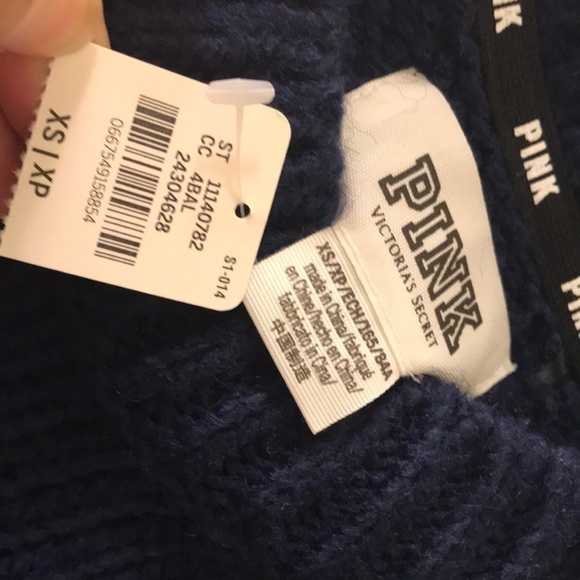 XS | XP
0667549158854
ST 11140782
CC 4BAL
24304628
S1-014
PINK
VICTORIA'S SECRET
XS/XP/ECH/165/84A
made in China/fabriqué
en Chine/hecho en China/
fabbricato in Cina/
中国制造
PINK
PINK